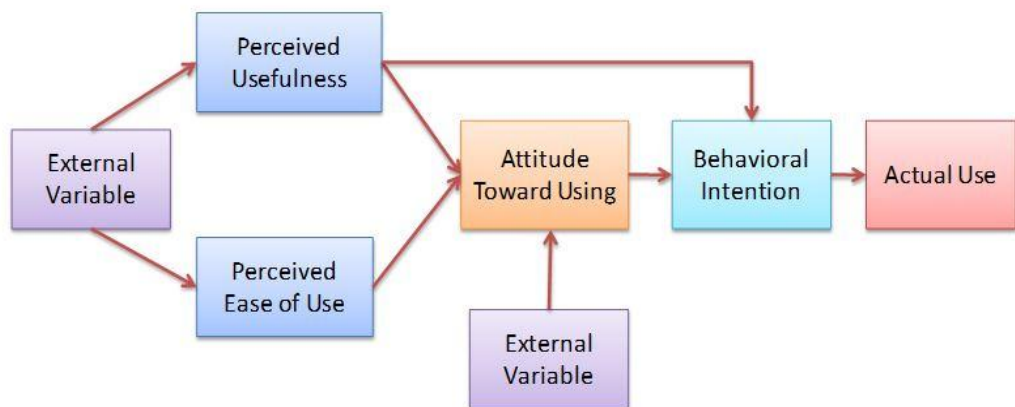 Perceived
Usefulness
External
Variable
Attitude
Toward Using
Behavioral
Intention
Actual Use
Perceived
Ease of Use
External
Variable